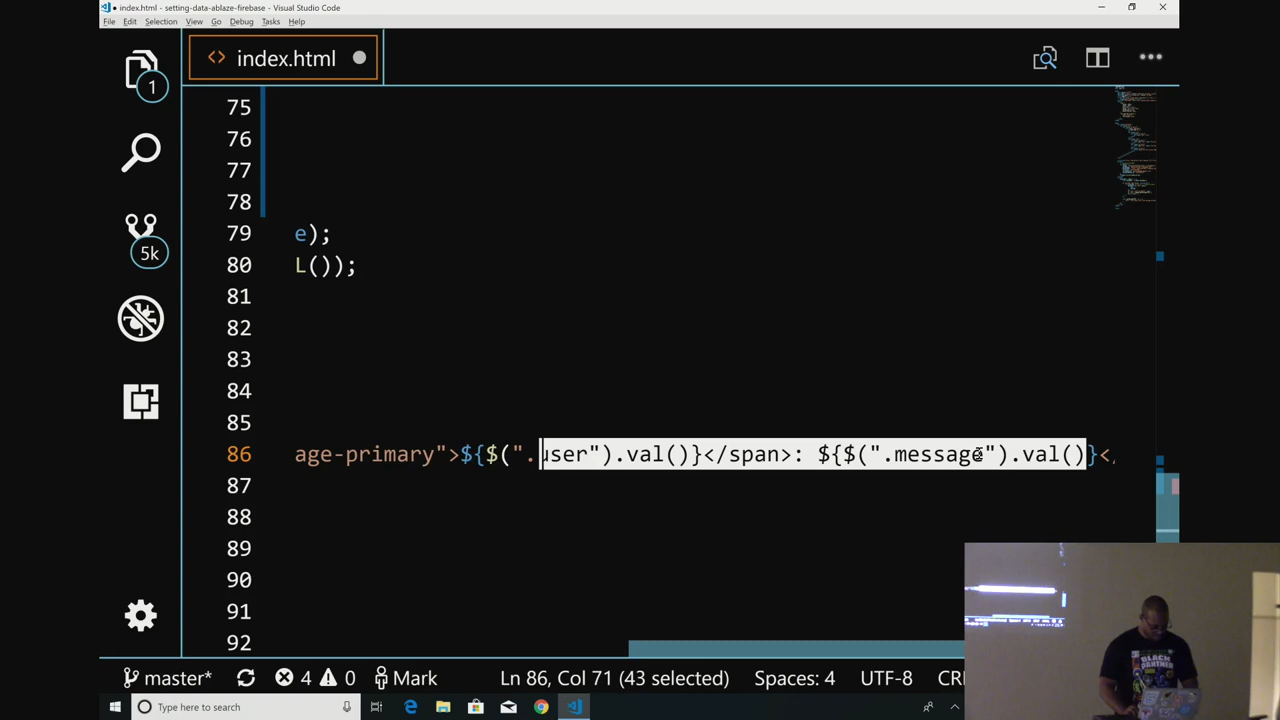 index.html - setting-data-ablaze-firebase - Visual Studio Code
File Edit Selection View Go Debug Tasks Help
1
index.html
75
76
77
78
79 e);
80 L());
81
82
83
84
85
86 age-primary">${$(".user").val()}</span>: ${$(".message").val()}<
87
88
89
90
91
92
5k
BLACK PANTHER
master* 4 0 Mark Ln 86, Col 71 (43 selected) Spaces: 4 UTF-8
Type here to search